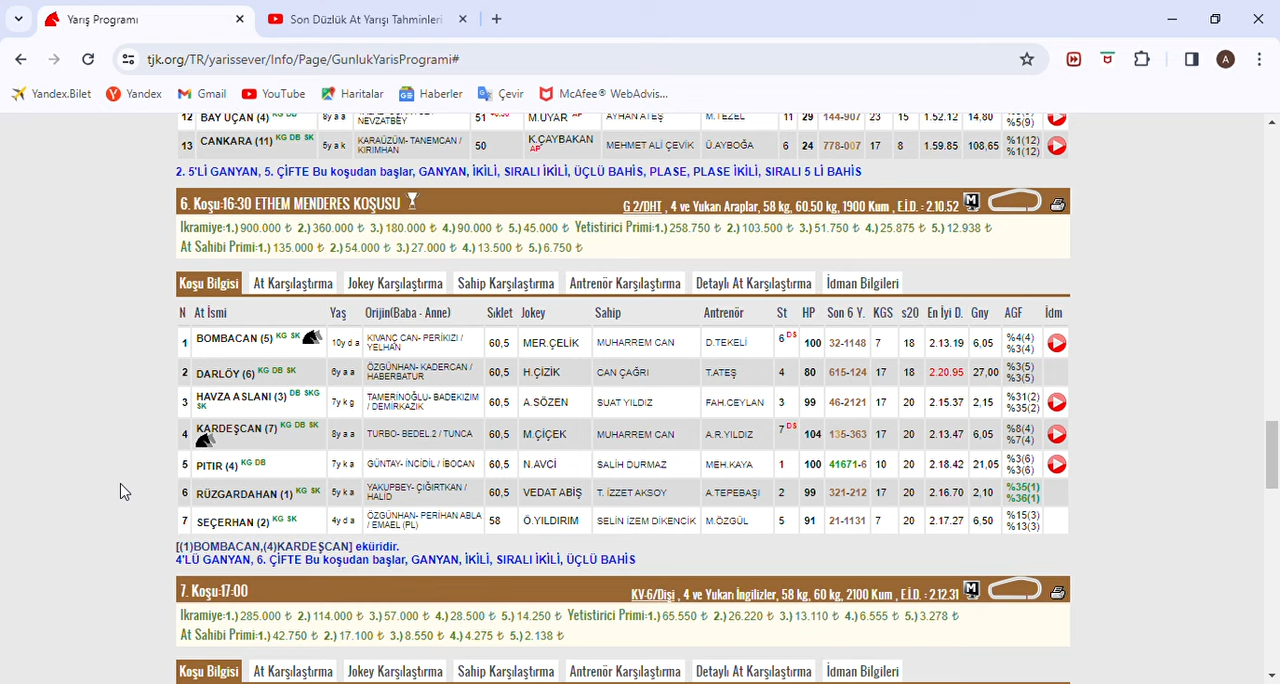 Yarış Programı
Son Düzlük At Yarışı Tahminleri
tjk.org/TR/yarissever/Info/Page/GunlukYarisProgrami#
A
Yandex.Bilet Yandex Gmail YouTube Haritalar Haberler Çevir McAfee® WebAdvis...
12 BAY UÇAN (4) KG DB 8y a a NEVZATBEY 51 M.UYAR AP AYHAN ATEŞ M.TEZEL 11 29 144-907 23 15 1.52.12 14,80
13 CANKARA (11) KG DB SK 5y a k KARAÜZÜM- TANEMCAN / KIRIMHAN 50 K.ÇAYBAKAN AP MEHMET ALİ ÇEVİK Ü.AYBOĞA 6 24 778-007 17 8 1.59.85 108,65 %1(12) %1(12)
2. 5'Lİ GANYAN, 5. ÇİFTE Bu koşudan başlar, GANYAN, İKİLİ, SIRALI İKİLİ, ÜÇLÜ BAHİS, PLASE, PLASE İKİLİ, SIRALI 5 Lİ BAHİS
6. Koşu:16:30 ETHEM MENDERES KOŞUSU G 2/DHT , 4 ve Yukarı Araplar, 58 kg, 60.50 kg, 1900 Kum , E.İ.D. : 2.10.52 M
İkramiye:1.) 900.000 ₺ 2.) 360.000 ₺ 3.) 180.000 ₺ 4.) 90.000 ₺ 5.) 45.000 ₺ Yetistirici Primi:1.) 258.750 ₺ 2.) 103.500 ₺ 3.) 51.750 ₺ 4.) 25.875 ₺ 5.) 12.938 ₺
At Sahibi Primi:1.) 135.000 ₺ 2.) 54.000 ₺ 3.) 27.000 ₺ 4.) 13.500 ₺ 5.) 6.750 ₺
Koşu Bilgisi At Karşılaştırma Jokey Karşılaştırma Sahip Karşılaştırma Antrenör Karşılaştırma Detaylı At Karşılaştırma İdman Bilgileri
N At İsmi Yaş Orijin(Baba - Anne) Sıklet Jokey Sahip Antrenör St HP Son 6 Y. KGS s20 En İyi D. Gny AGF İdm
1 BOMBACAN (5) KG SK 10y d a KIVANÇ CAN- PERİKIZI / YELHAN 60,5 MER.ÇELİK MUHARREM CAN D.TEKELİ 6 DS 100 32-1148 7 18 2.13.19 6,05 %4(4) %3(4)
2 DARLÖY (6) KG DB SK 6y a a ÖZGÜNHAN- KADERCAN / HABERBATUR 60,5 H.ÇİZİK CAN ÇAĞRI T.ATEŞ 4 80 615-124 17 18 2.20.95 27,00 %3(5) %3(5)
3 HAVZA ASLANI (3) DB SKG SK 7y k g TAMERİNOĞLU- BADEKIZIM / DEMİRKAZIK 60,5 A.SÖZEN SUAT YILDIZ FAH.CEYLAN 3 99 46-2121 17 20 2.15.37 2,15 %31(2) %35(2)
4 KARDEŞCAN (7) KG DB SK 8y a a TURBO- BEDEL 2 / TUNCA 60,5 M.ÇİÇEK MUHARREM CAN A.R.YILDIZ 7 DS 104 135-363 17 20 2.13.47 6,05 %8(4) %7(4)
5 PITIR (4) KG DB 7y k a GÜNTAY- İNCİDİL / İBOCAN 60,5 N.AVCİ SALİH DURMAZ MEH.KAYA 1 100 41671-6 10 20 2.18.42 21,05 %3(6) %3(6)
6 RÜZGARDAHAN (1) KG SK 5y k a YAKUPBEY- ÇIĞIRTKAN / HALİD 60,5 VEDAT ABİŞ T. İZZET AKSOY A.TEPEBAŞI 2 99 321-212 17 20 2.16.70 2,10 %35(1) %36(1)
7 SEÇERHAN (2) KG SK 4y d a ÖZGÜNHAN- PERİHAN ABLA / EMAEL (PL) 58 Ö.YILDIRIM SELİN İZEM DİKENCİK M.ÖZGÜL 5 91 21-1131 7 20 2.17.27 6,50 %15(3) %13(3)
[(1)BOMBACAN,(4)KARDEŞCAN] eküridir.
4'LÜ GANYAN, 6. ÇİFTE Bu koşudan başlar, GANYAN, İKİLİ, SIRALI İKİLİ, ÜÇLÜ BAHİS
7. Koşu:17:00 KV-6/Dişi , 4 ve Yukarı İngilizler, 58 kg, 60 kg, 2100 Kum , E.İ.D. : 2.12.31 M
İkramiye:1.) 285.000 ₺ 2.) 114.000 ₺ 3.) 57.000 ₺ 4.) 28.500 ₺ 5.) 14.250 ₺ Yetistirici Primi:1.) 65.550 ₺ 2.) 26.220 ₺ 3.) 13.110 ₺ 4.) 6.555 ₺ 5.) 3.278 ₺
At Sahibi Primi:1.) 42.750 ₺ 2.) 17.100 ₺ 3.) 8.550 ₺ 4.) 4.275 ₺ 5.) 2.138 ₺
Koşu Bilgisi At Karşılaştırma Jokey Karşılaştırma Sahip Karşılaştırma Antrenör Karşılaştırma Detaylı At Karşılaştırma İdman Bilgileri